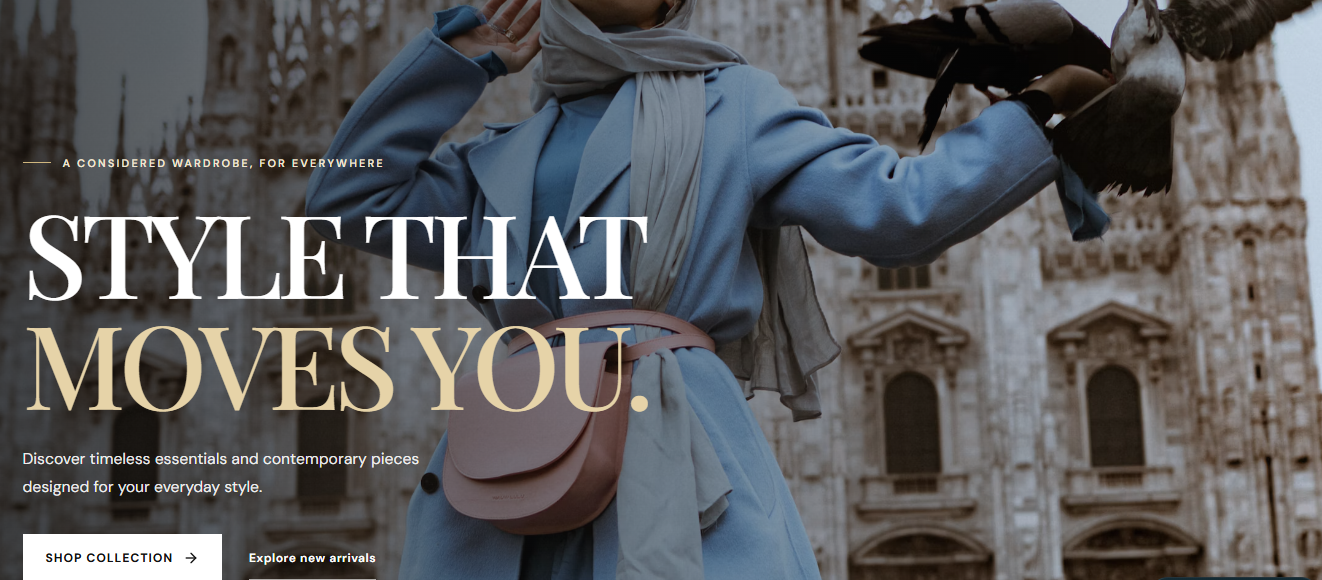 A CONSIDERED WARDROBE, FOR EVERYWHERE
STYLE THAT
MOVES YOU.
Discover timeless essentials and contemporary pieces
designed for your everyday style.
SHOP COLLECTION →
Explore new arrivals